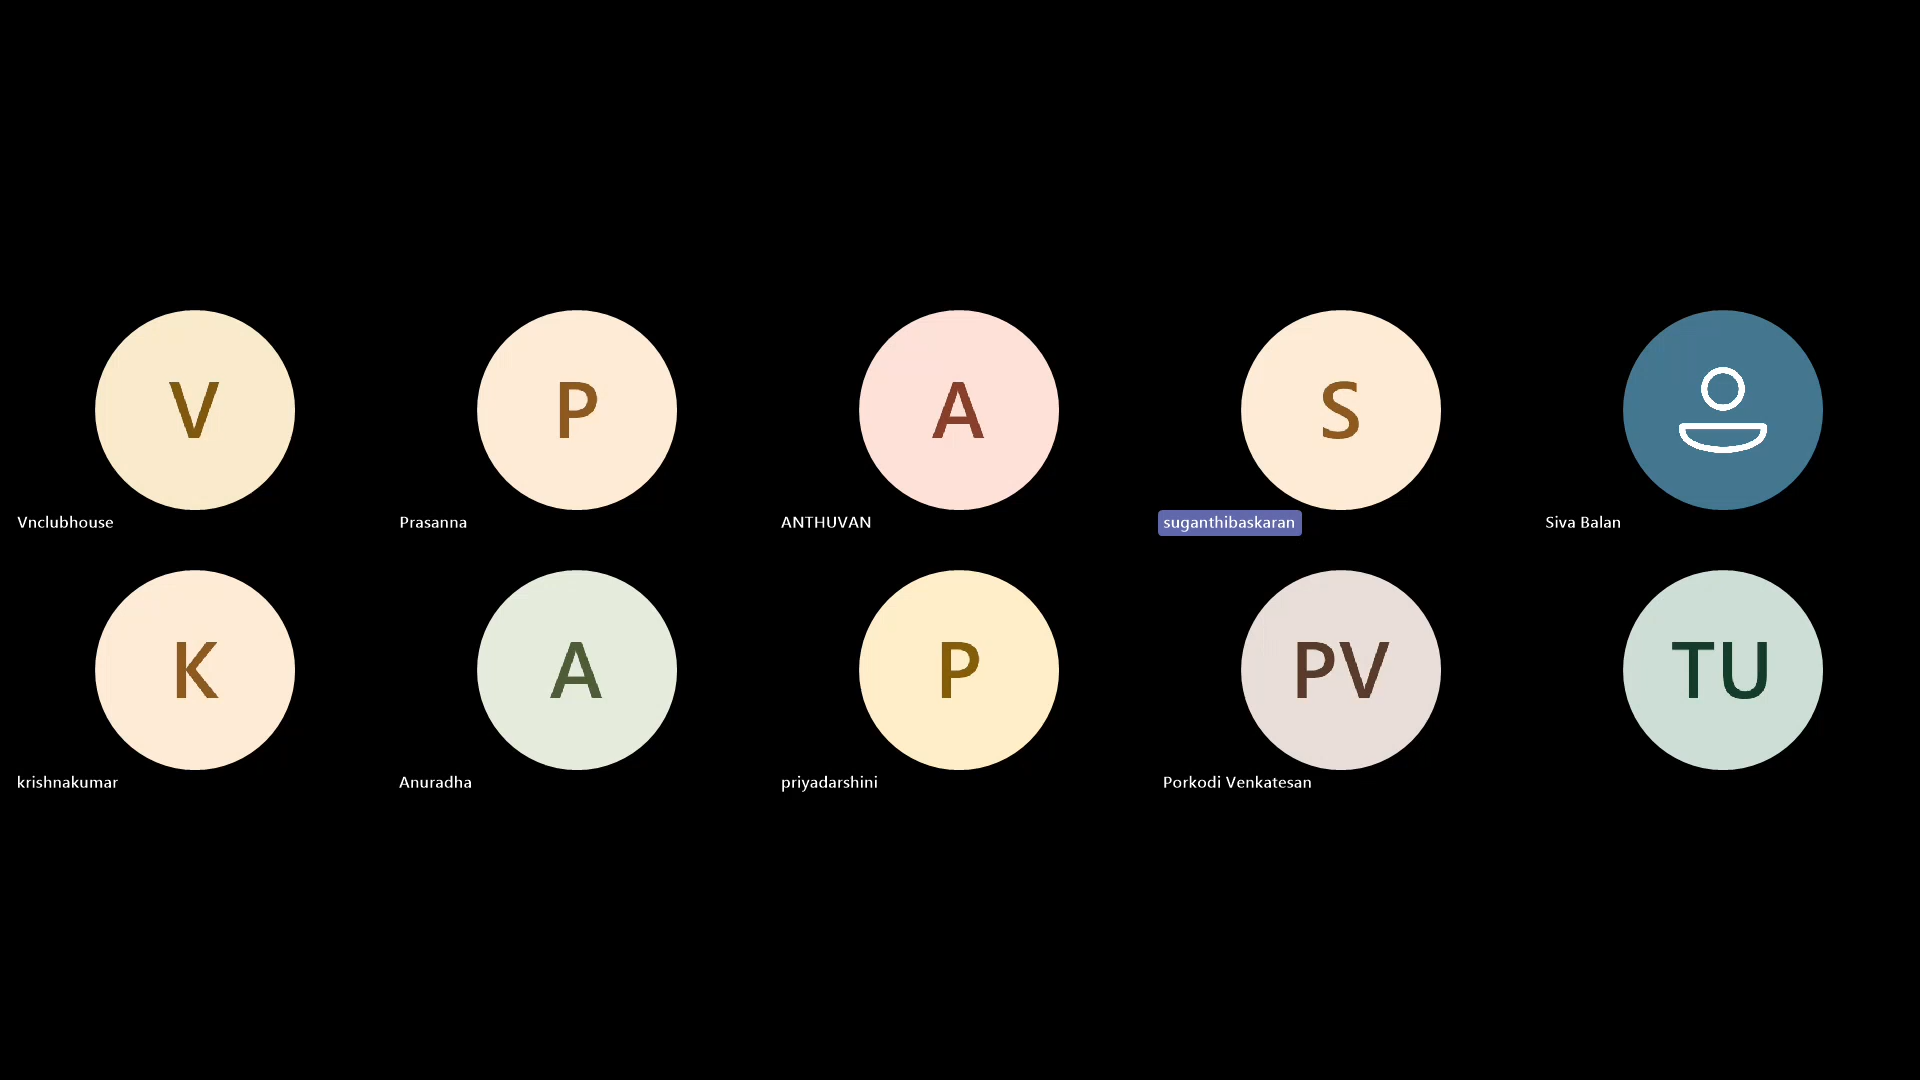 V
P
A
S
Vnclubhouse
Prasanna
ANTHUVAN
suganthibaskaran
Siva Balan
K
A
P
PV
TU
krishnakumar
Anuradha
priyadarshini
Porkodi Venkatesan